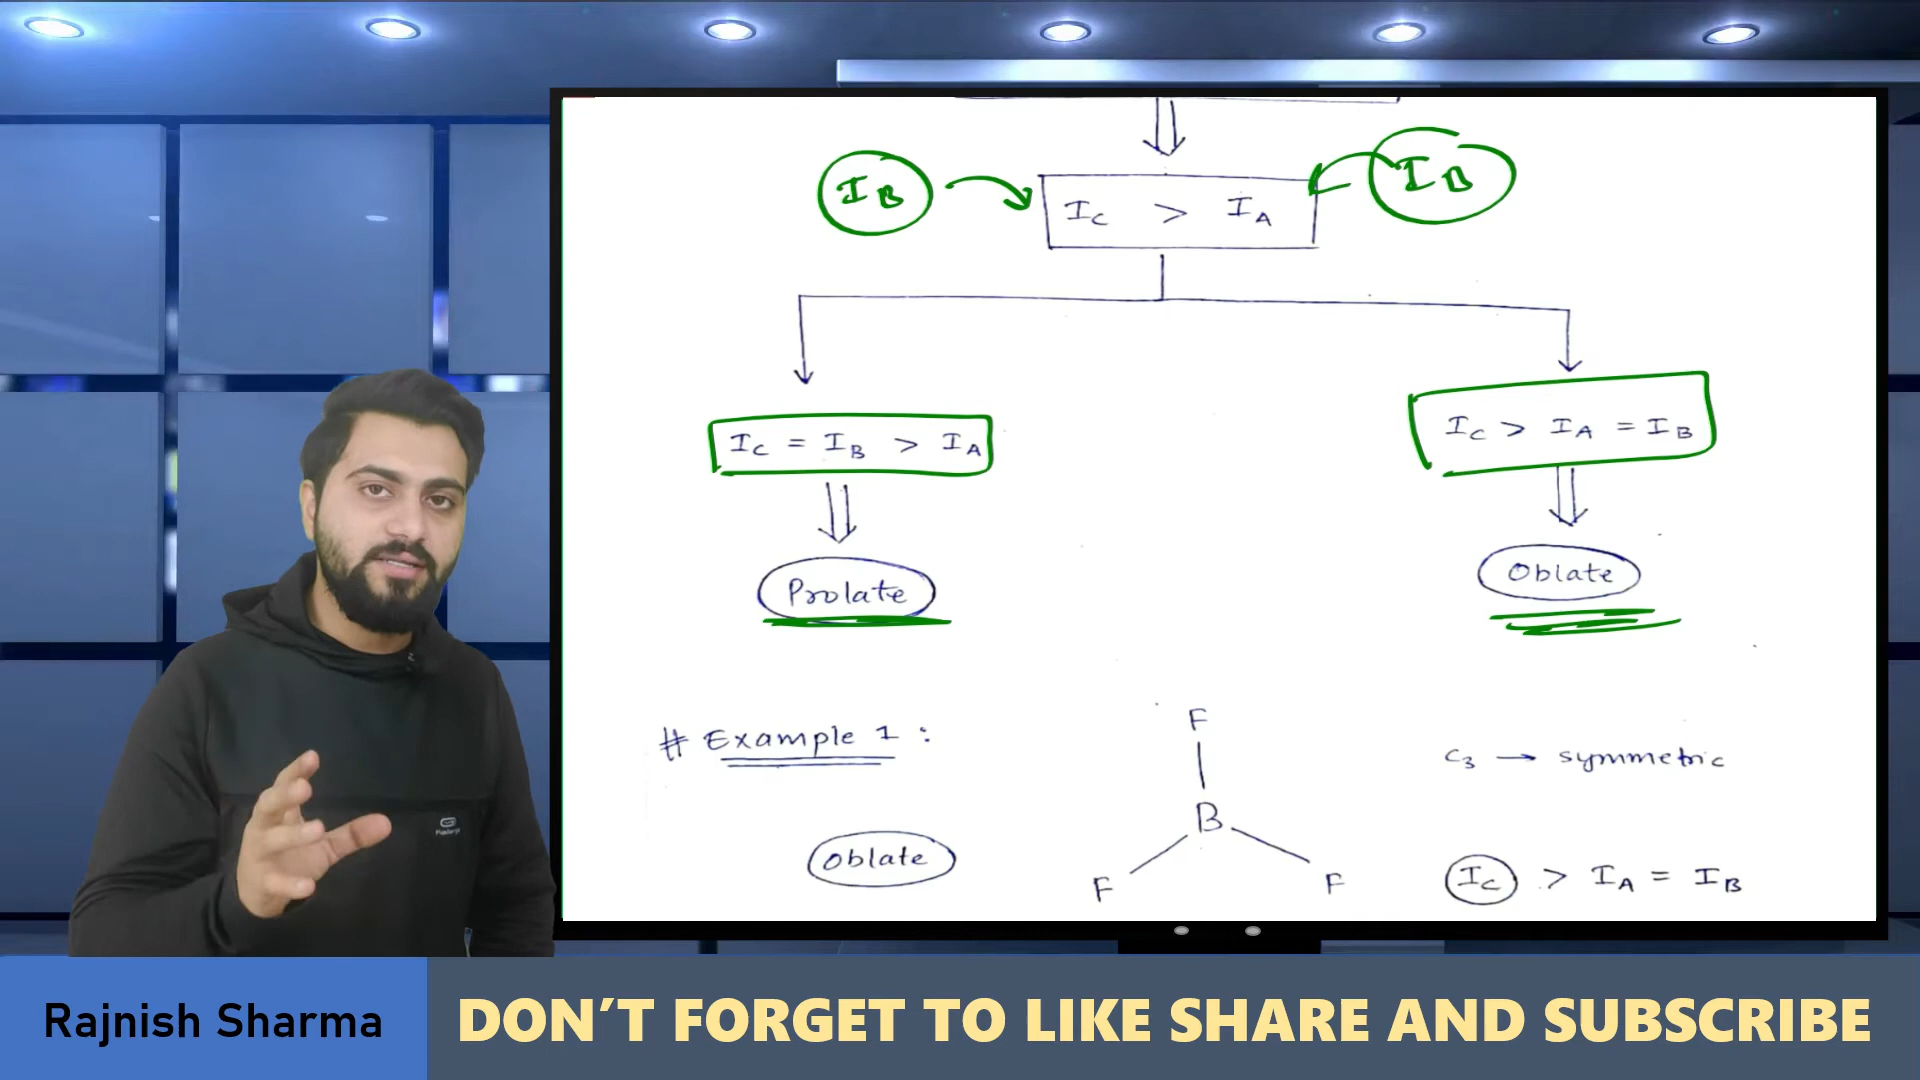 I_B
I_B
I_C > I_A
I_C = I_B > I_A
I_C > I_A = I_B
Prolate
Oblate
# Example 1 :
F
B
F
F
C_3 → symmetric
Oblate
I_C > I_A = I_B
Rajnish Sharma
DON’T FORGET TO LIKE SHARE AND SUBSCRIBE